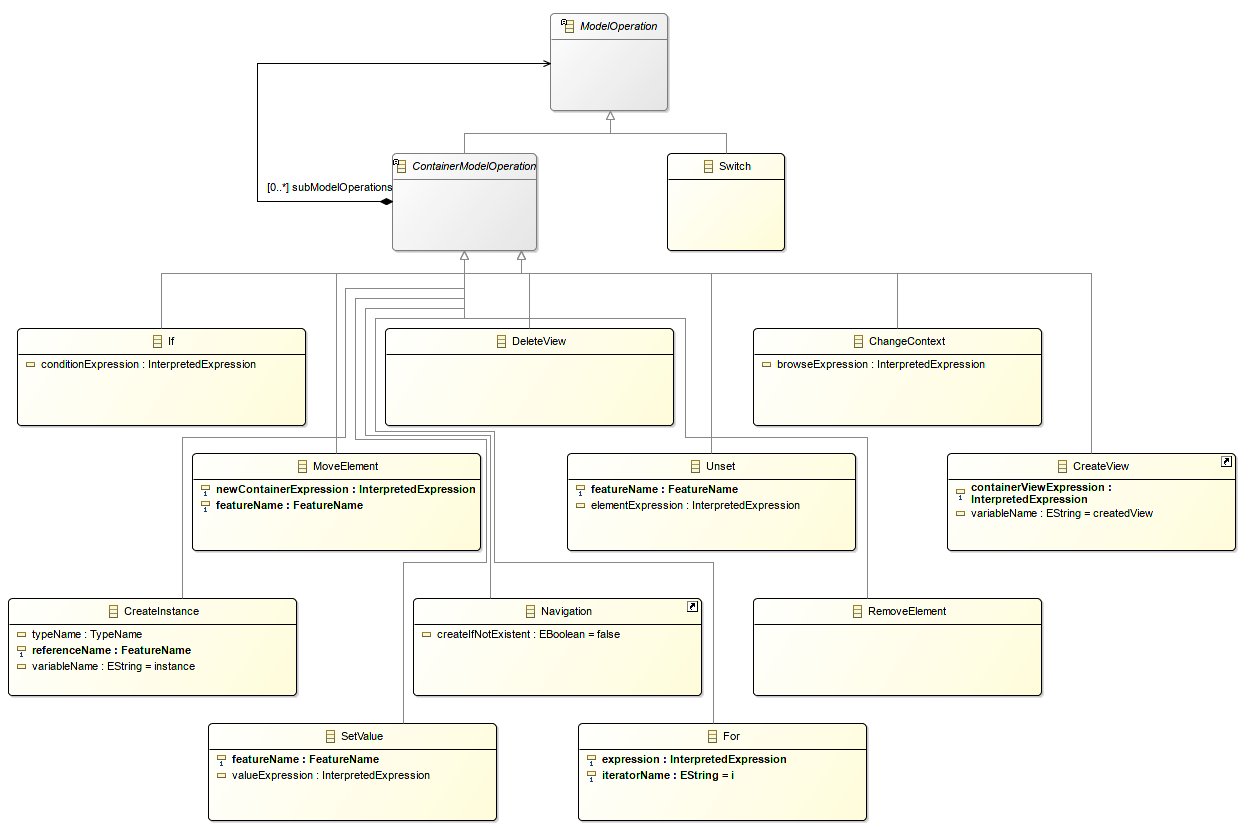 ModelOperation
ContainerModelOperation
Switch
[0..*] subModelOperations
If
conditionExpression : InterpretedExpression
DeleteView
ChangeContext
browseExpression : InterpretedExpression
MoveElement
newContainerExpression : InterpretedExpression
featureName : FeatureName
Unset
featureName : FeatureName
elementExpression : InterpretedExpression
CreateView
containerViewExpression :
InterpretedExpression
variableName : EString = createdView
CreateInstance
typeName : TypeName
referenceName : FeatureName
variableName : EString = instance
Navigation
createIfNotExistent : EBoolean = false
RemoveElement
SetValue
featureName : FeatureName
valueExpression : InterpretedExpression
For
expression : InterpretedExpression
iteratorName : EString = i